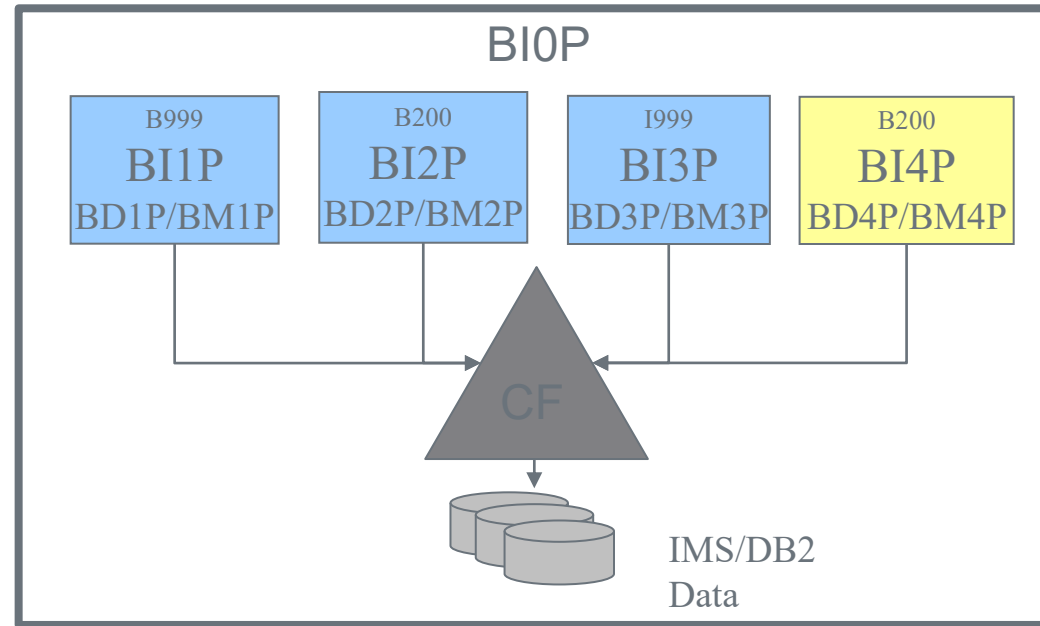 BI0P
B999
BI1P
BD1P/BM1P
B200
BI2P
BD2P/BM2P
I999
BI3P
BD3P/BM3P
B200
BI4P
BD4P/BM4P
CF
IMS/DB2
Data